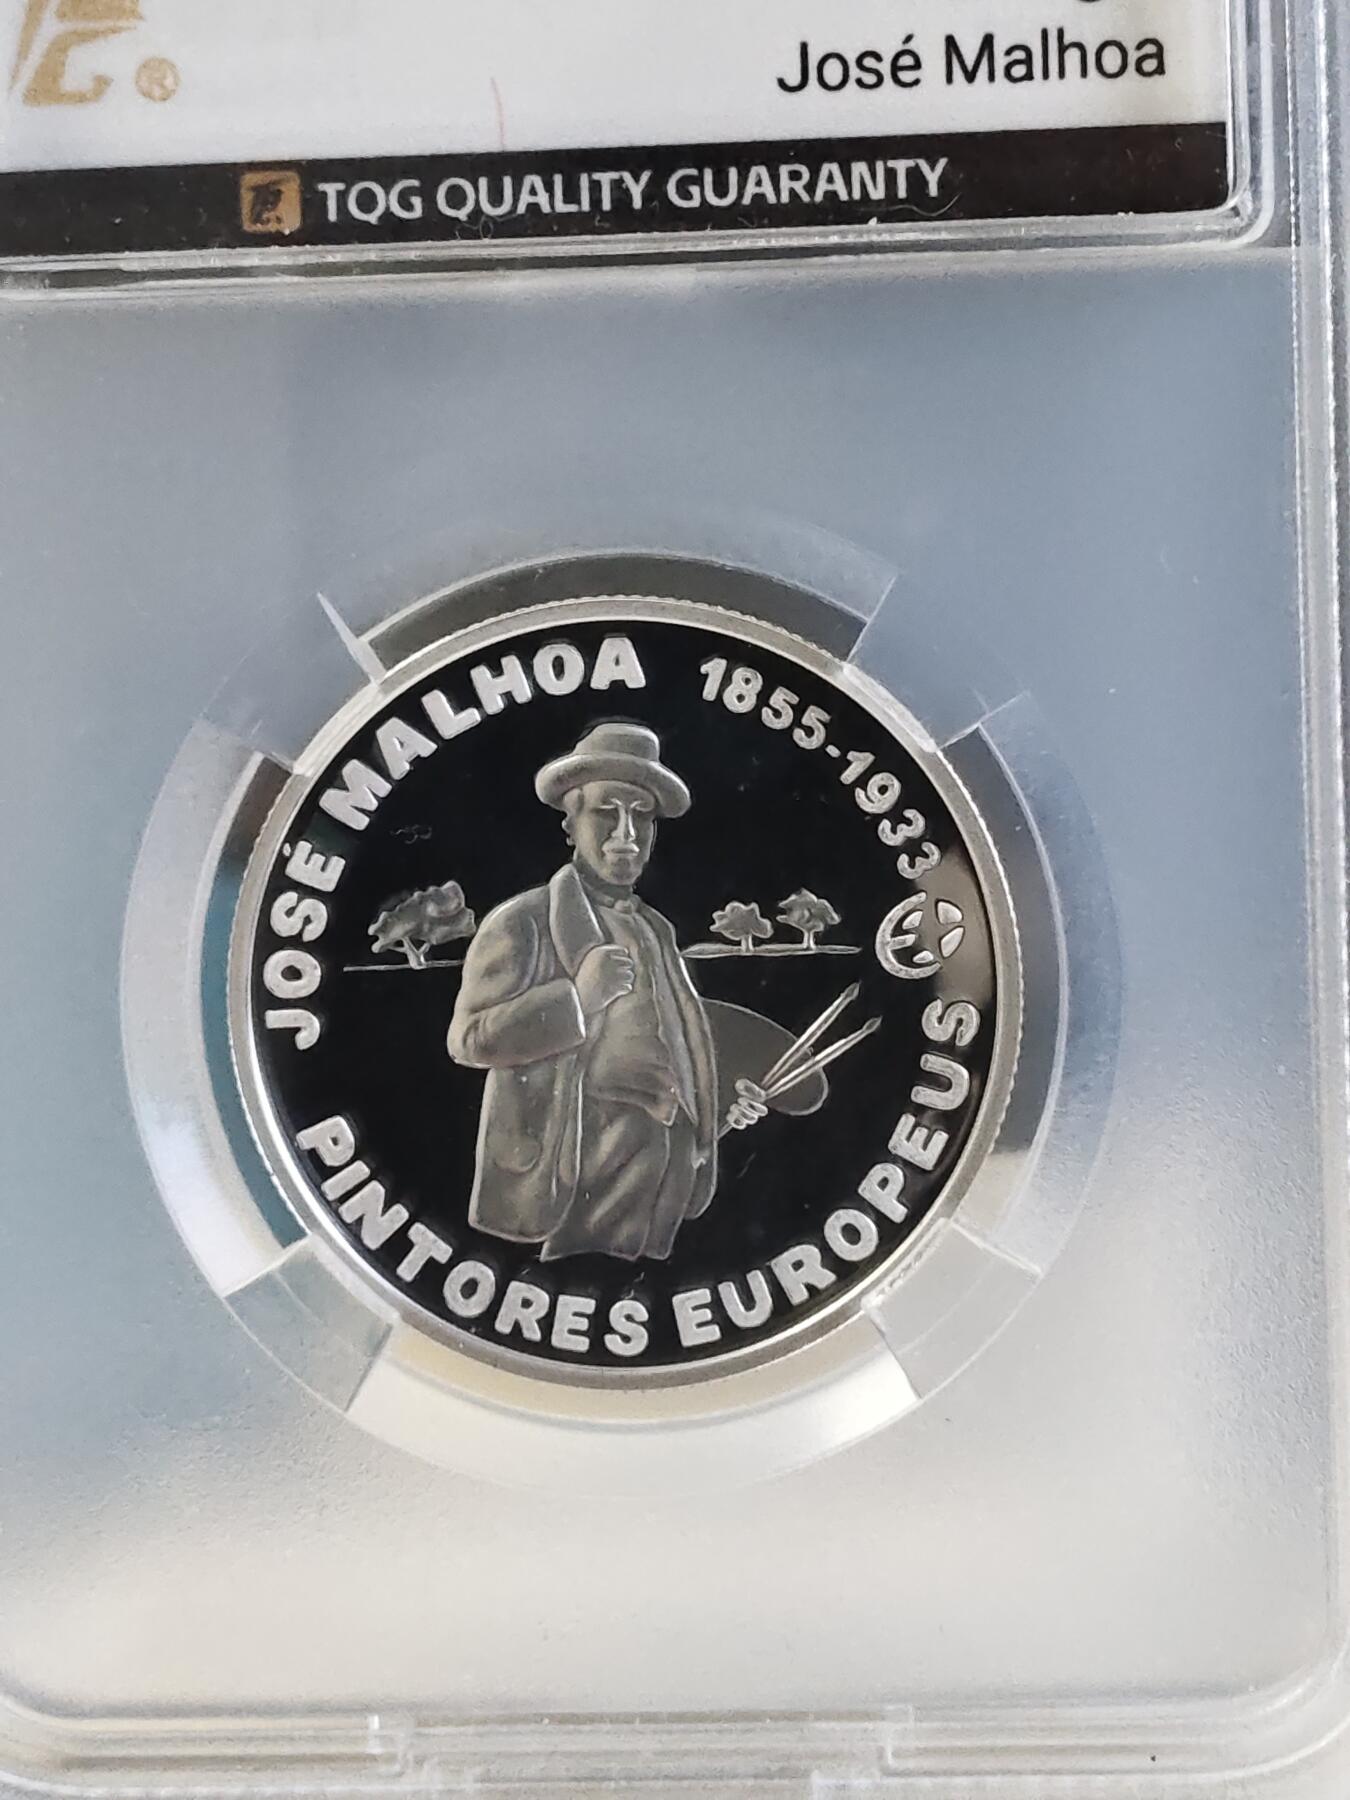 José Malhoa
®
TQG QUALITY GUARANTY
JOSÉ MALHOA 1855-1933
PINTORES EUROPEUS